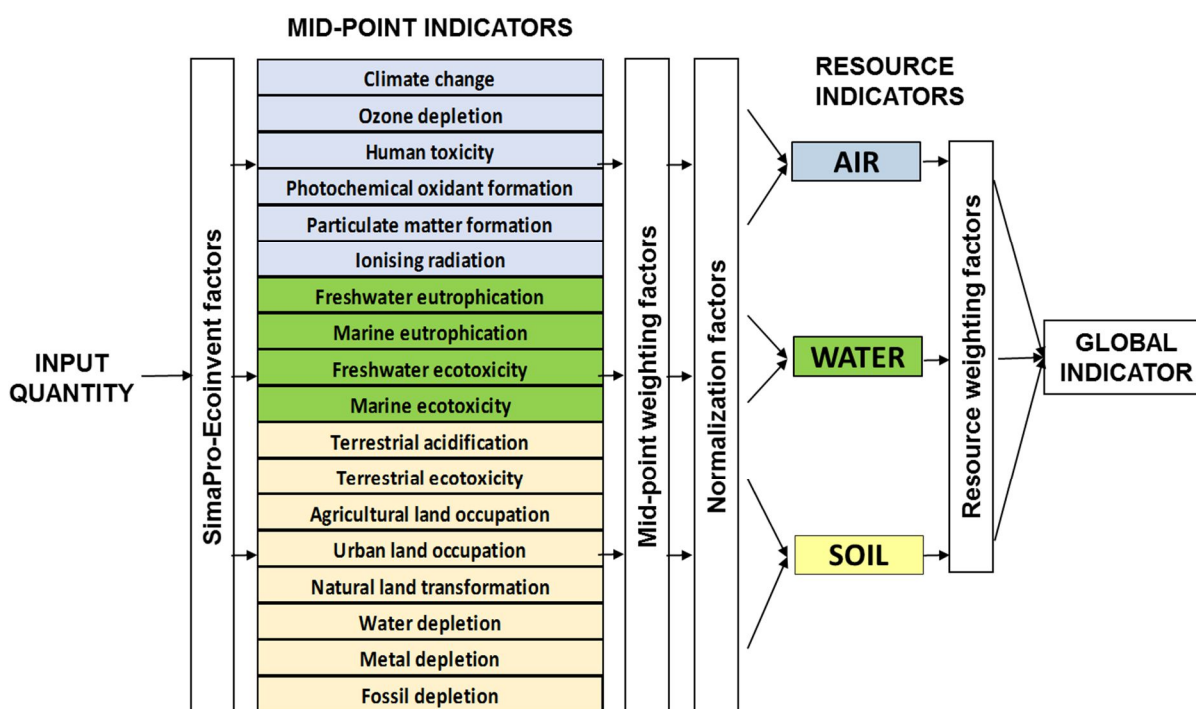 MID-POINT INDICATORS
INPUT
QUANTITY
SimaPro-Ecoinvent factors
Climate change
Ozone depletion
Human toxicity
Photochemical oxidant formation
Particulate matter formation
Ionising radiation
Freshwater eutrophication
Marine eutrophication
Freshwater ecotoxicity
Marine ecotoxicity
Terrestrial acidification
Terrestrial ecotoxicity
Agricultural land occupation
Urban land occupation
Natural land transformation
Water depletion
Metal depletion
Fossil depletion
Mid-point weighting factors
Normalization factors
RESOURCE
INDICATORS
AIR
WATER
SOIL
Resource weighting factors
GLOBAL
INDICATOR